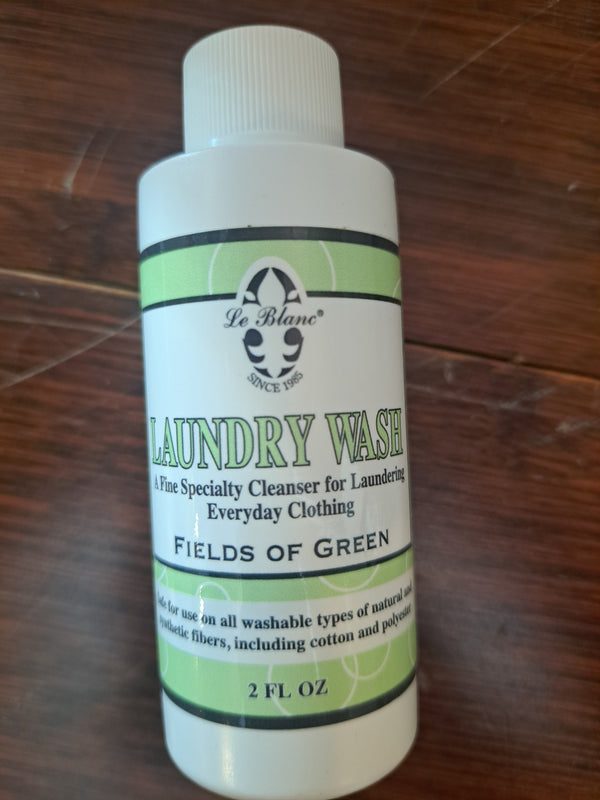 Le Blanc®
SINCE 1985
LAUNDRY WASH
A Fine Specialty Cleanser for Laundering
Everyday Clothing
FIELDS OF GREEN
Safe for use on all washable types of natural and
synthetic fibers, including cotton and polyester
2 FL OZ